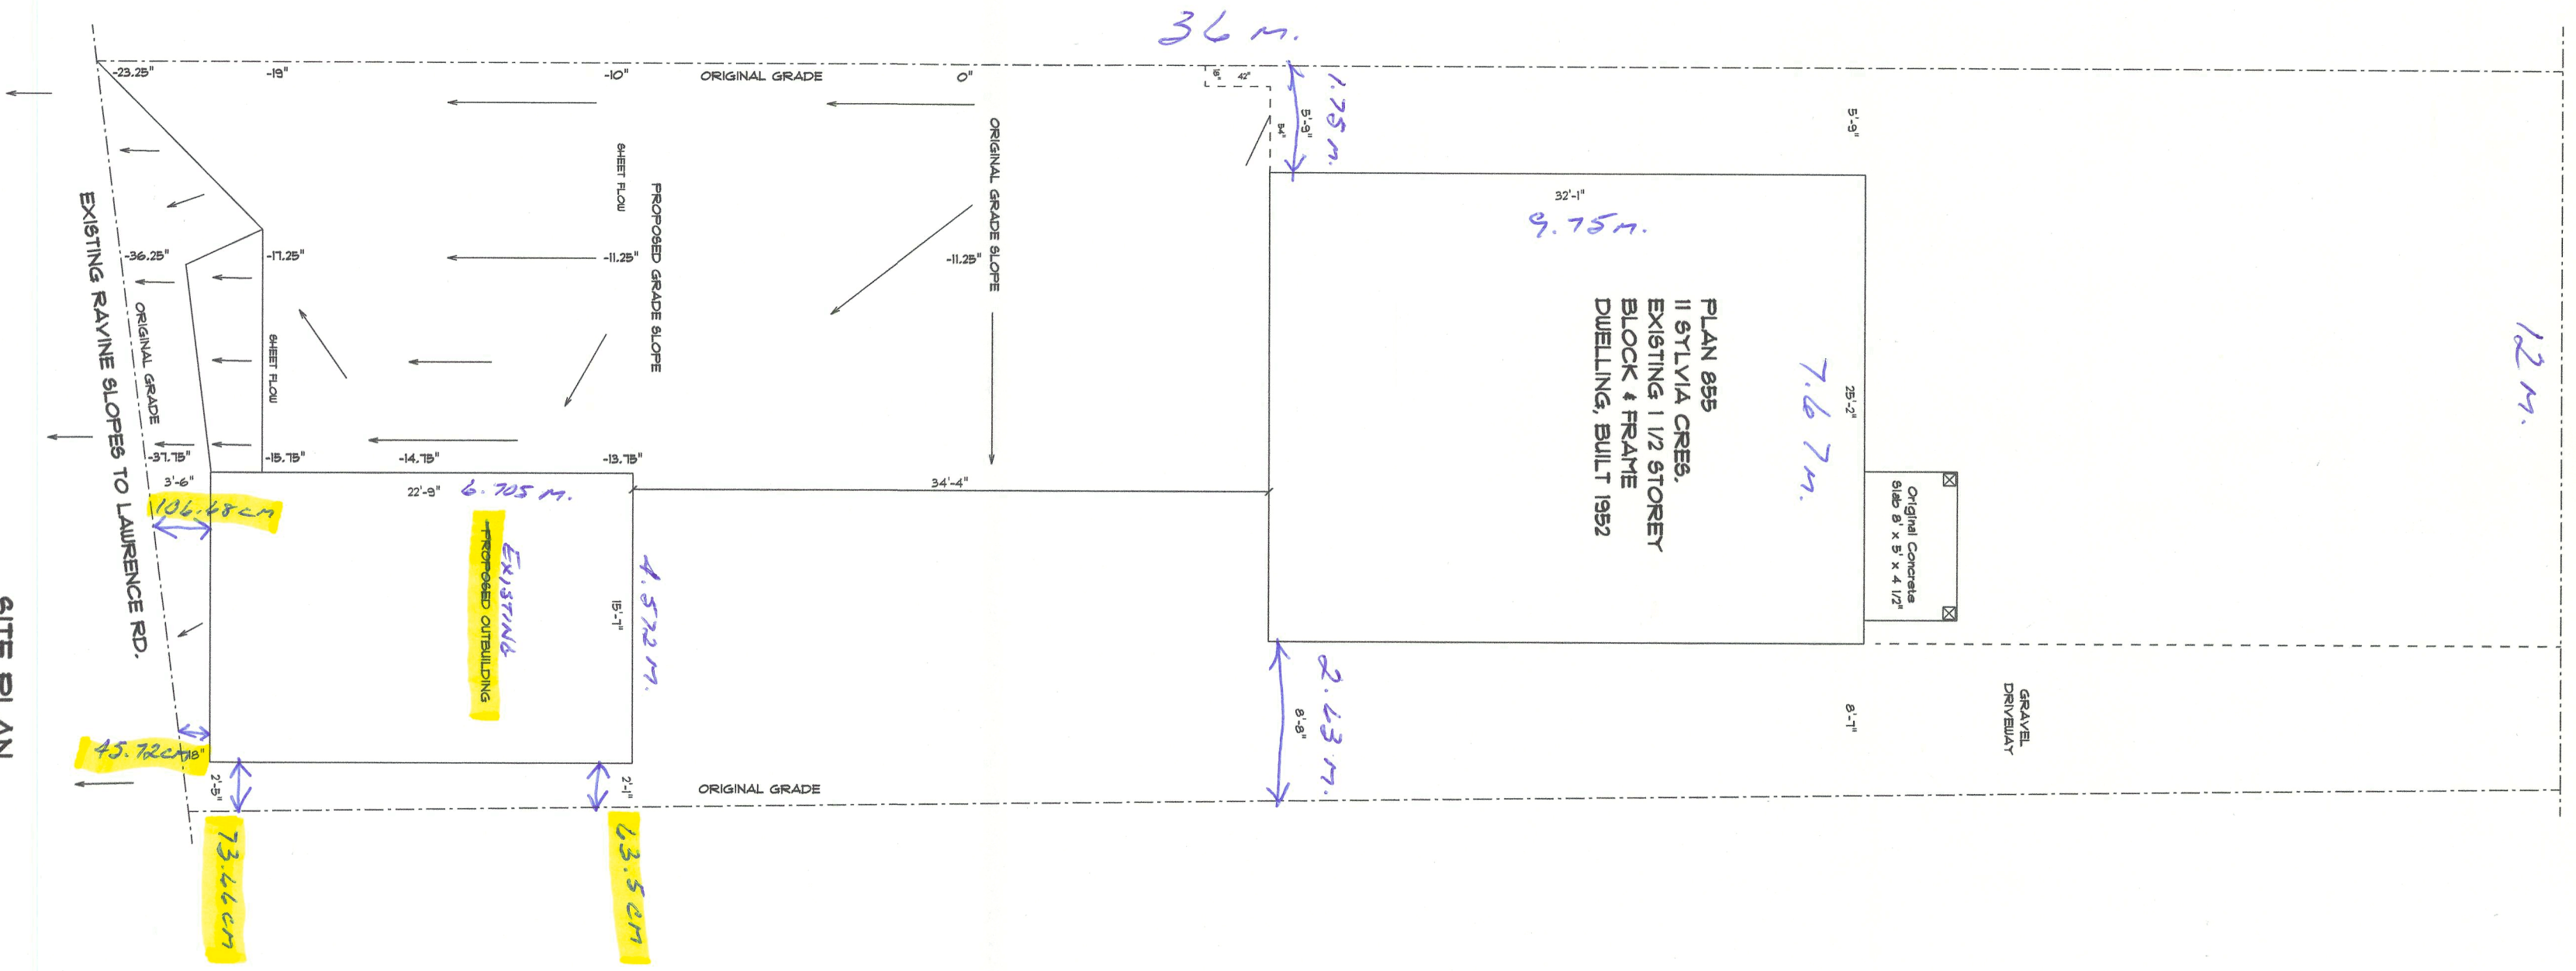 36 M.
-23.25"
-19"
-10"
ORIGINAL GRADE
0"
18"
42"
54"
5'-9"
1.75 M.
5'-9"
12 M.
SHEET FLOW
PROPOSED GRADE SLOPE
ORIGINAL GRADE SLOPE
32'-1"
9.75 M.
-36.25"
-17.25"
-11.25"
-11.25"
PLAN 855
11 SYLVIA CRES.
EXISTING 1 1/2 STOREY
BLOCK & FRAME
DWELLING, BUILT 1952
25'-2"
7.67 M.
EXISTING RAVINE SLOPES TO LAWRENCE RD.
ORIGINAL GRADE
SHEET FLOW
-37.75"
-15.75"
-14.75"
-13.75"
3'-6"
106.68 CM
22'-9"
6.705 M.
34'-4"
Original Concrete
Slab 8' x 5' x 4 1/2"
EXISTING
PROPOSED OUTBUILDING
15'-7"
4.572 M.
8'-8"
2.63 M.
8'-7"
GRAVEL
DRIVEWAY
45.72 CM
18"
2'-5"
2'-1"
ORIGINAL GRADE
73.66 CM
63.5 CM
SITE PLAN